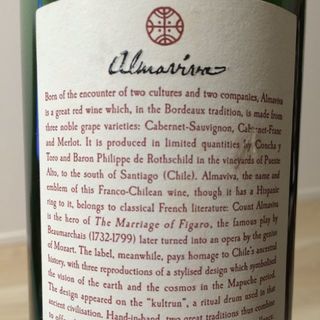 Almaviva
Born of the encounter of two cultures and two companies, Almaviva
is a great red wine which, in the Bordeaux tradition, is made from
three noble grape varieties: Cabernet-Sauvignon, Cabernet-Franc
and Merlot. It is produced in limited quantities by Concha y
Toro and Baron Philippe de Rothschild in the vineyards of Puente
Alto, to the south of Santiago (Chile). Almaviva, the name and
emblem of this Franco-Chilean wine, though it has a Hispanic
ring to it, belongs to classical French literature: Count Almaviva
is the hero of The Marriage of Figaro, the famous play by
Beaumarchais (1732-1799) later turned into an opera by the genius
of Mozart. The label, meanwhile, pays homage to Chile's ancestral
history, with three reproductions of a stylised design which symbolised
the vision of the earth and the cosmos in the Mapuche period.
The design appeared on the "kultrun", a ritual drum used in that
ancient civilisation. Hand-in-hand, two great traditions thus combine